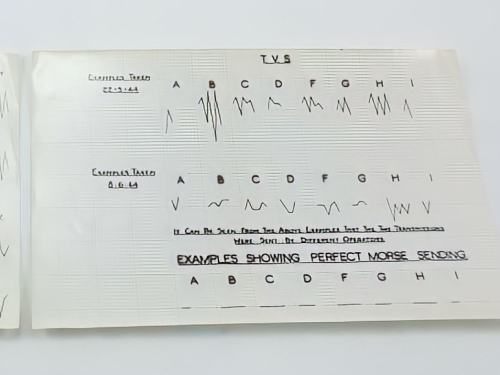 T V S
EXAMPLES TAKEN
22·3·44
A B C D F G H I
EXAMPLES TAKEN
8.6.44
A B C D F G H I
IT CAN BE SEEN FROM THE ABOVE EXAMPLES THAT THE TWO TRANSMISSIONS
WERE SENT BY DIFFERENT OPERATORS
EXAMPLES SHOWING PERFECT MORSE SENDING
A B C D F G H I